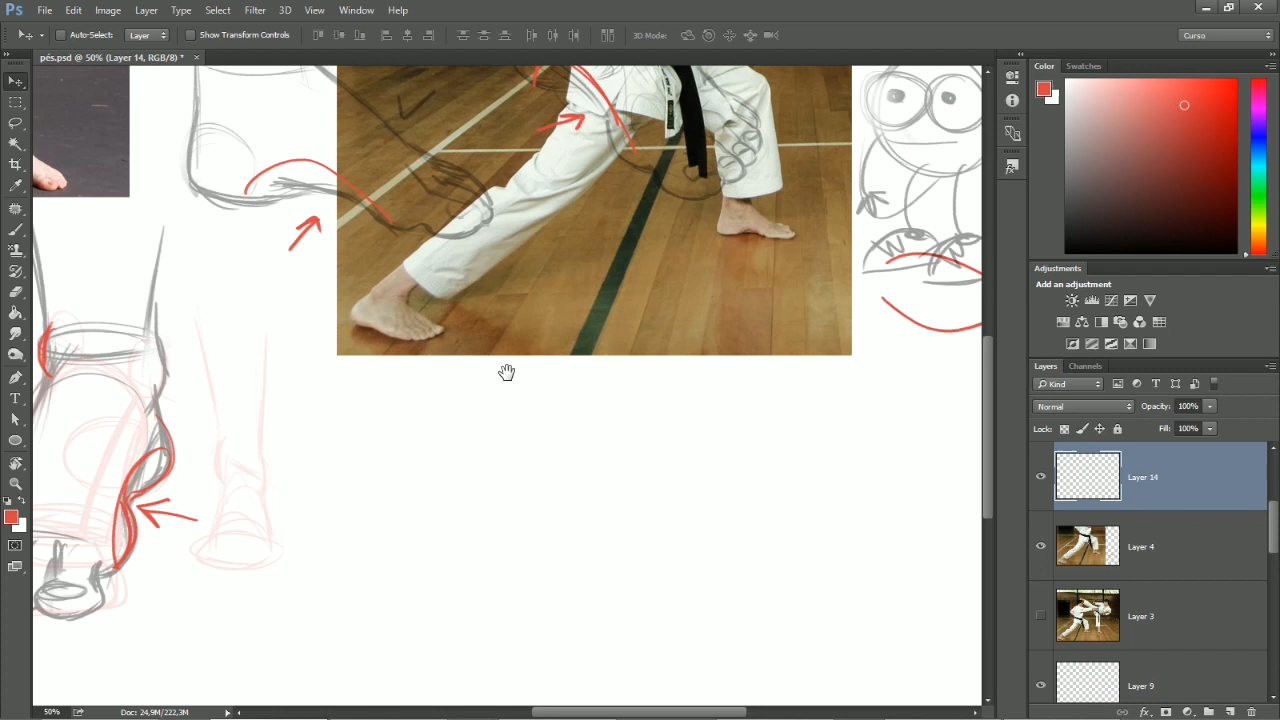 Ps File Edit Image Layer Type Select Filter 3D View Window Help
Auto-Select: Layer Show Transform Controls 3D Mode: Curso
pés.psd @ 50% (Layer 14, RGB/8) *
Color Swatches
Adjustments
Add an adjustment
Layers Channels
Kind
Normal Opacity: 100%
Lock: Fill: 100%
Layer 14
Layer 4
Layer 3
Layer 9
50% Doc: 24,9M/222,3M